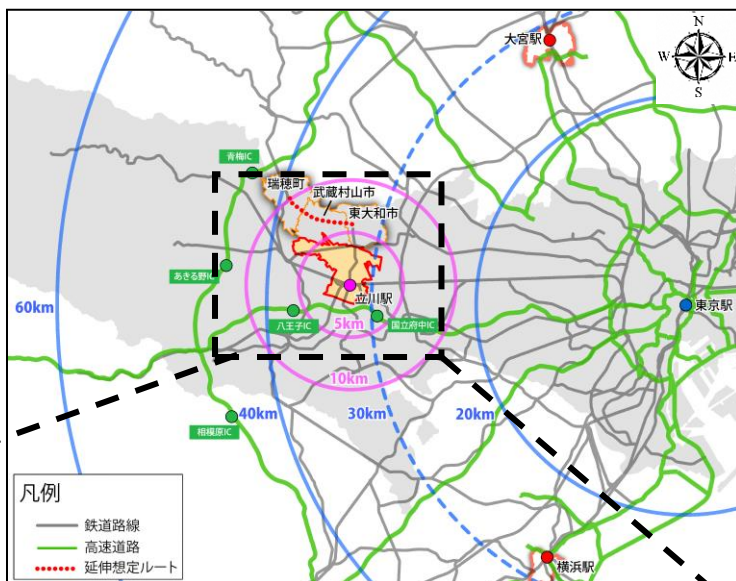 大宮駅
N
W E
S
青梅IC
瑞穂町
武蔵村山市
東大和市
あきる野IC
60km
立川駅
東京駅
八王子IC
5km
国立府中IC
10km
40km
30km
20km
相模原IC
凡例
鉄道路線
高速道路
延伸想定ルート
横浜駅